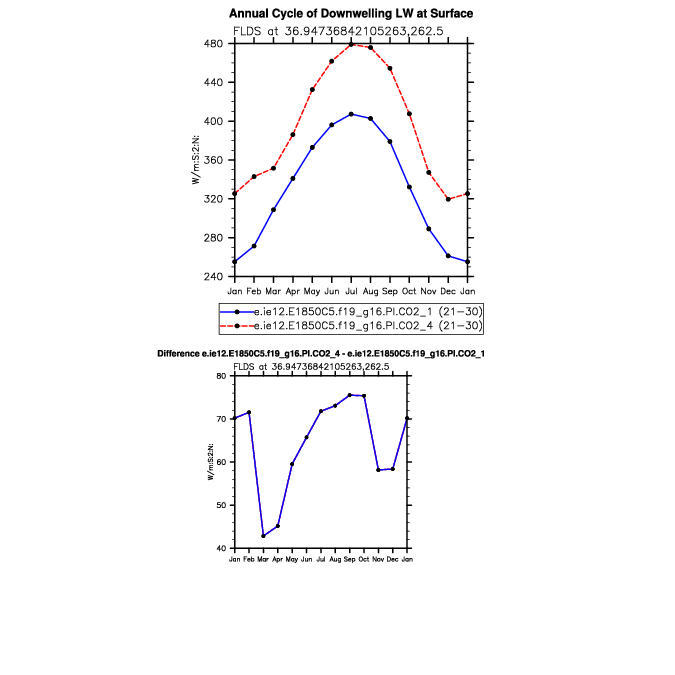 Annual Cycle of Downwelling LW at Surface
FLDS at 36.94736842105263,262.5
480
440
400
360
320
280
240
W/m:S:2:N:
Jan Feb Mar Apr May Jun Jul Aug Sep Oct Nov Dec Jan
e.ie12.E1850C5.f19_g16.PI.CO2_1 (21-30)
e.ie12.E1850C5.f19_g16.PI.CO2_4 (21-30)
Difference e.ie12.E1850C5.f19_g16.PI.CO2_4 - e.ie12.E1850C5.f19_g16.PI.CO2_1
FLDS at 36.94736842105263,262.5
80
70
60
50
40
W/m:S:2:N:
Jan Feb Mar Apr May Jun Jul Aug Sep Oct Nov Dec Jan